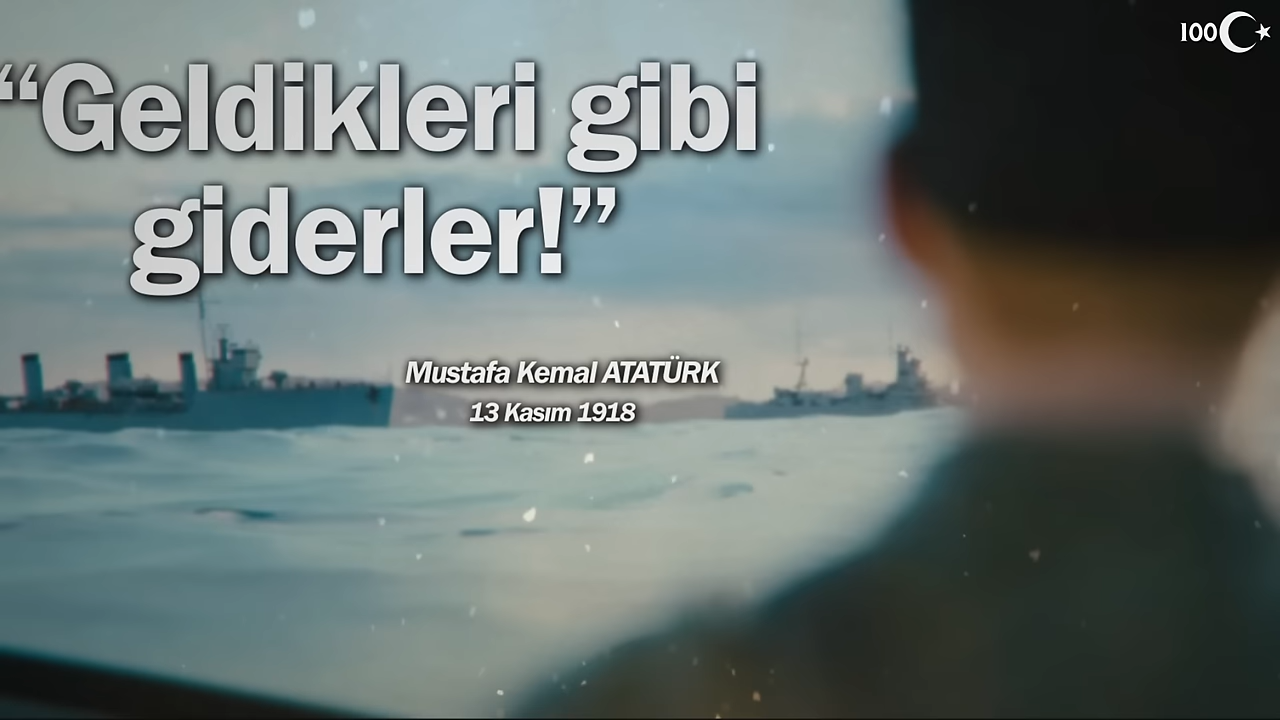 100
“Geldikleri gibi
giderler!”
Mustafa Kemal ATATÜRK
13 Kasım 1918